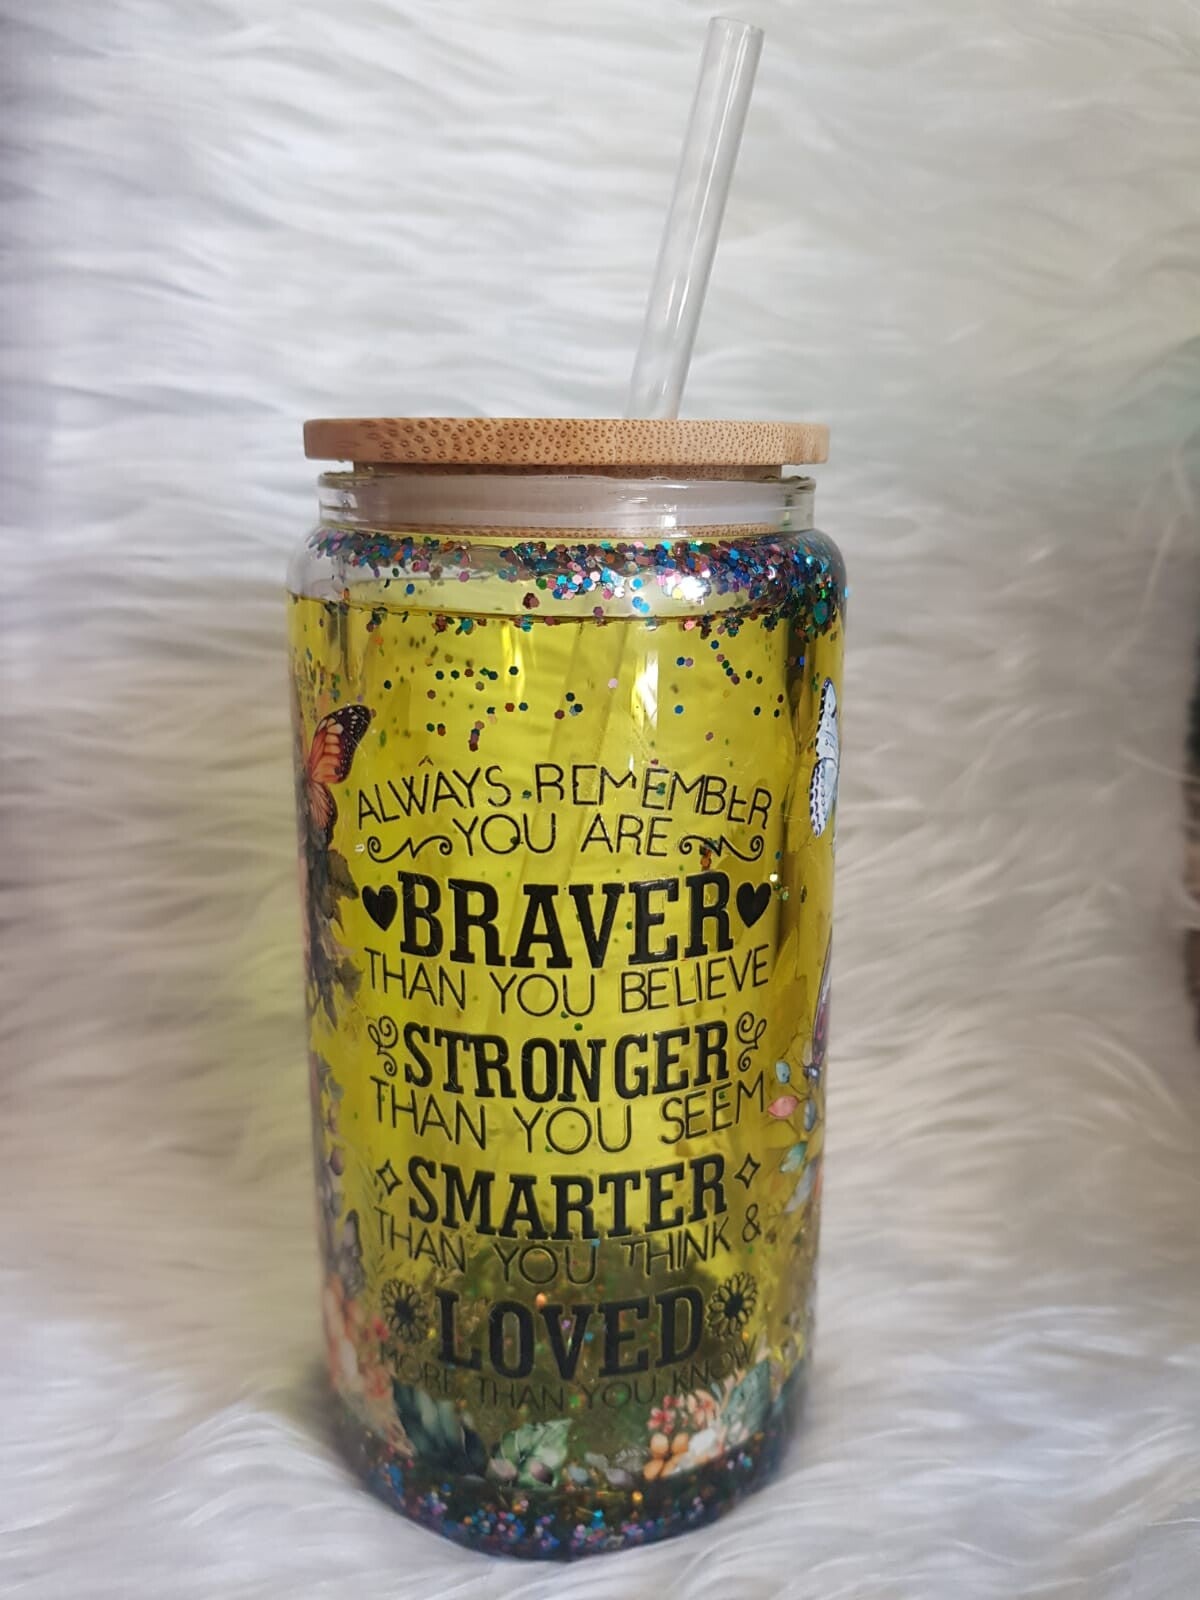 ALWAYS REMEMBER
YOU ARE
BRAVER
THAN YOU BELIEVE
STRONGER
THAN YOU SEEM
SMARTER
THAN YOU THINK &
LOVED
MORE THAN YOU KNOW